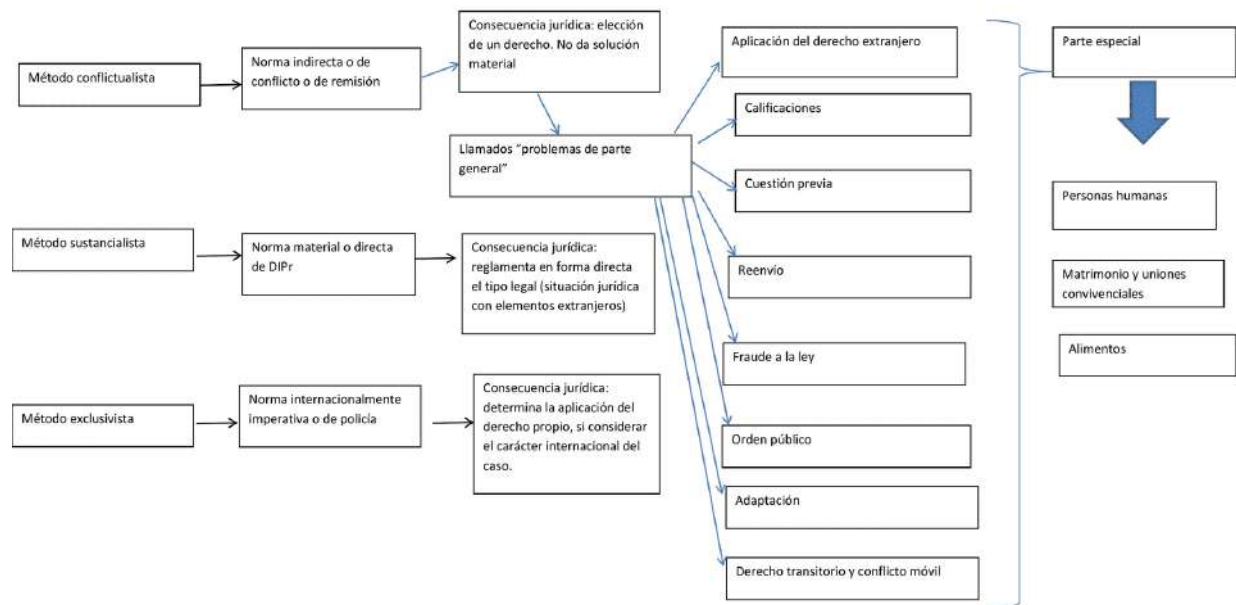 Método conflictualista
Norma indirecta o de
conflicto o de remisión
Consecuencia jurídica: elección
de un derecho. No da solución
material
Llamados “problemas de parte
general”
Aplicación del derecho extranjero
Calificaciones
Cuestión previa
Reenvío
Fraude a la ley
Orden público
Adaptación
Derecho transitorio y conflicto móvil
Parte especial
Personas humanas
Matrimonio y uniones
convivenciales
Alimentos
Método sustancialista
Norma material o directa
de DIPr
Consecuencia jurídica:
reglamenta en forma directa
el tipo legal (situación jurídica
con elementos extranjeros)
Método exclusivista
Norma internacionalmente
imperativa o de policía
Consecuencia jurídica:
determina la aplicación del
derecho propio, si considerar
el carácter internacional del
caso.